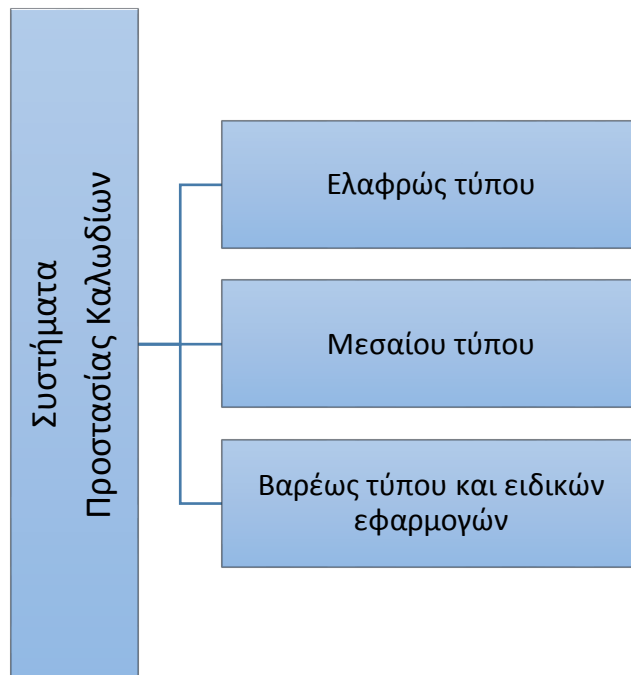 Συστήματα
Προστασίας Καλωδίων
Ελαφρώς τύπου
Μεσαίου τύπου
Βαρέως τύπου και ειδικών
εφαρμογών